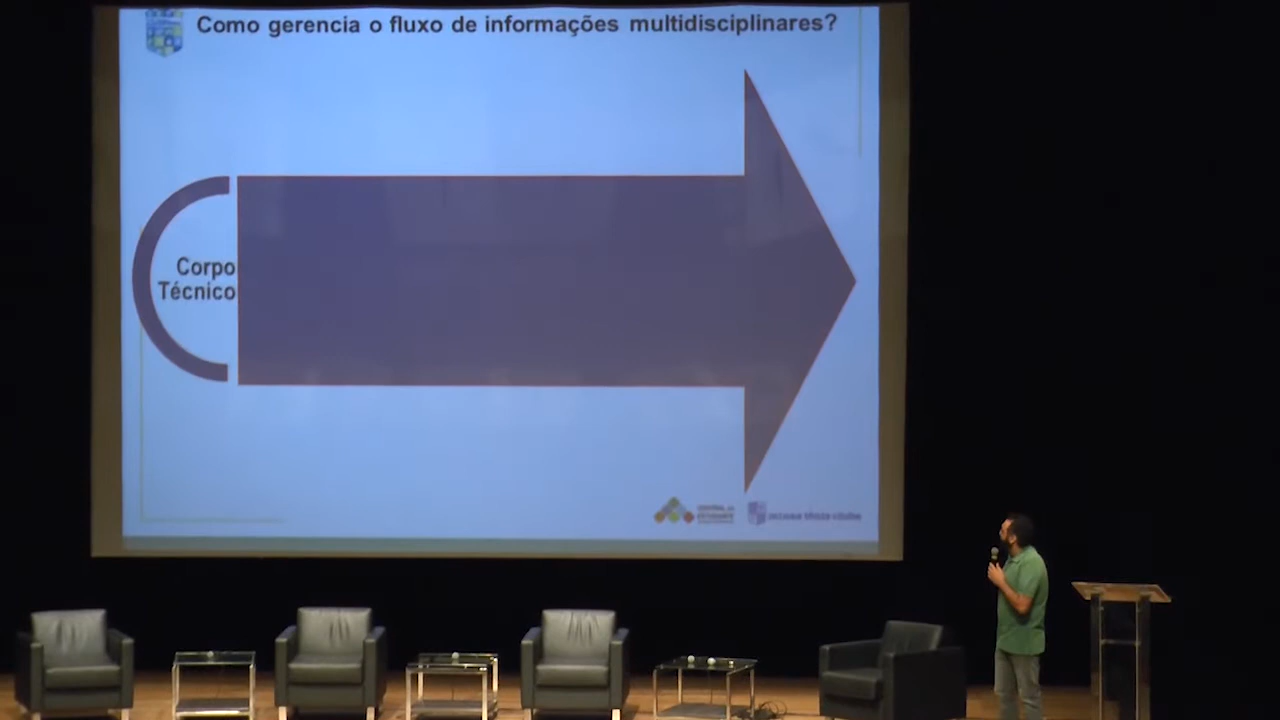 Como gerencia o fluxo de informações multidisciplinares?
Corpo
Técnico